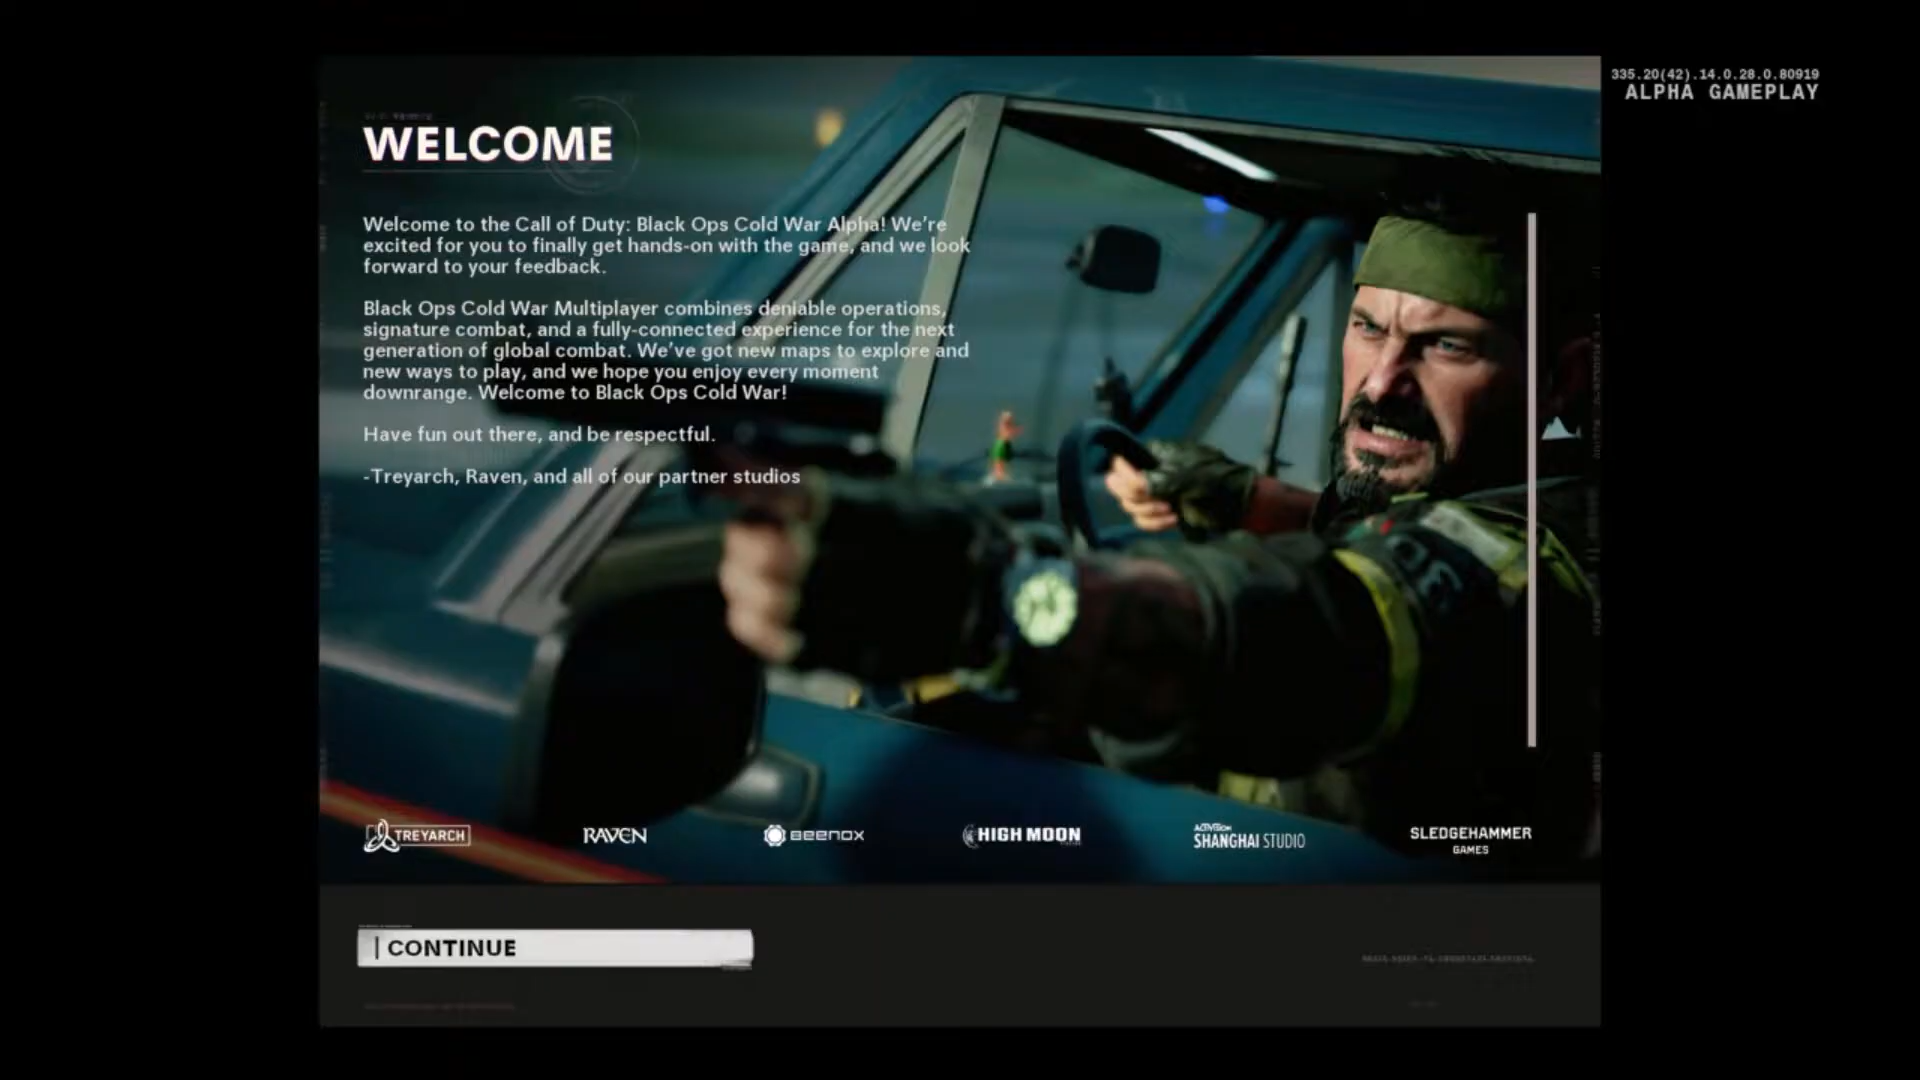 335.20(42).14.0.28.0.80919
ALPHA GAMEPLAY
WELCOME
Welcome to the Call of Duty: Black Ops Cold War Alpha! We're
excited for you to finally get hands-on with the game, and we look
forward to your feedback.
Black Ops Cold War Multiplayer combines deniable operations,
signature combat, and a fully-connected experience for the next
generation of global combat. We've got new maps to explore and
new ways to play, and we hope you enjoy every moment
downrange. Welcome to Black Ops Cold War!
Have fun out there, and be respectful.
-Treyarch, Raven, and all of our partner studios
TREYARCH
RAVEN
BEENOX
HIGH MOON
ACTIVISION
SHANGHAI STUDIO
SLEDGEHAMMER
GAMES
CONTINUE